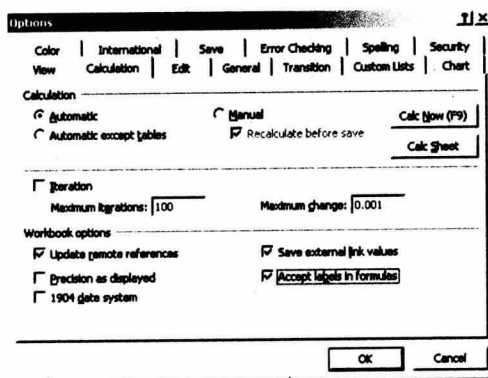 Options
Color International Save Error Checking Spelling Security
View Calculation Edit General Transition Custom Lists Chart
Calculation
Automatic Manual Calc Now (F9)
Automatic except tables Recalculate before save
Calc Sheet
Iteration
Maximum iterations: 100 Maximum change: 0.001
Workbook options
Update remote references Save external link values
Precision as displayed Accept labels in formulas
1904 date system
OK Cancel